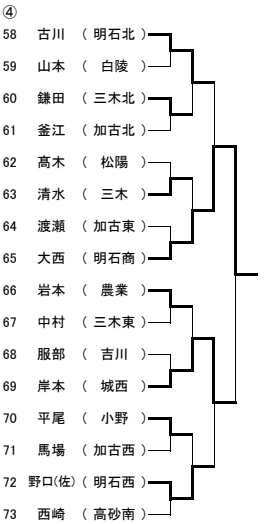 ④
58 古川 ( 明石北 )
59 山本 ( 白陵 )
60 鎌田 ( 三木北 )
61 釜江 ( 加古北 )
62 髙木 ( 松陽 )
63 清水 ( 三木 )
64 渡瀬 ( 加古東 )
65 大西 ( 明石商 )
66 岩本 ( 農業 )
67 中村 ( 三木東 )
68 服部 ( 吉川 )
69 岸本 ( 城西 )
70 平尾 ( 小野 )
71 馬場 ( 加古西 )
72 野口(佐) ( 明石西 )
73 西崎 ( 高砂南 )